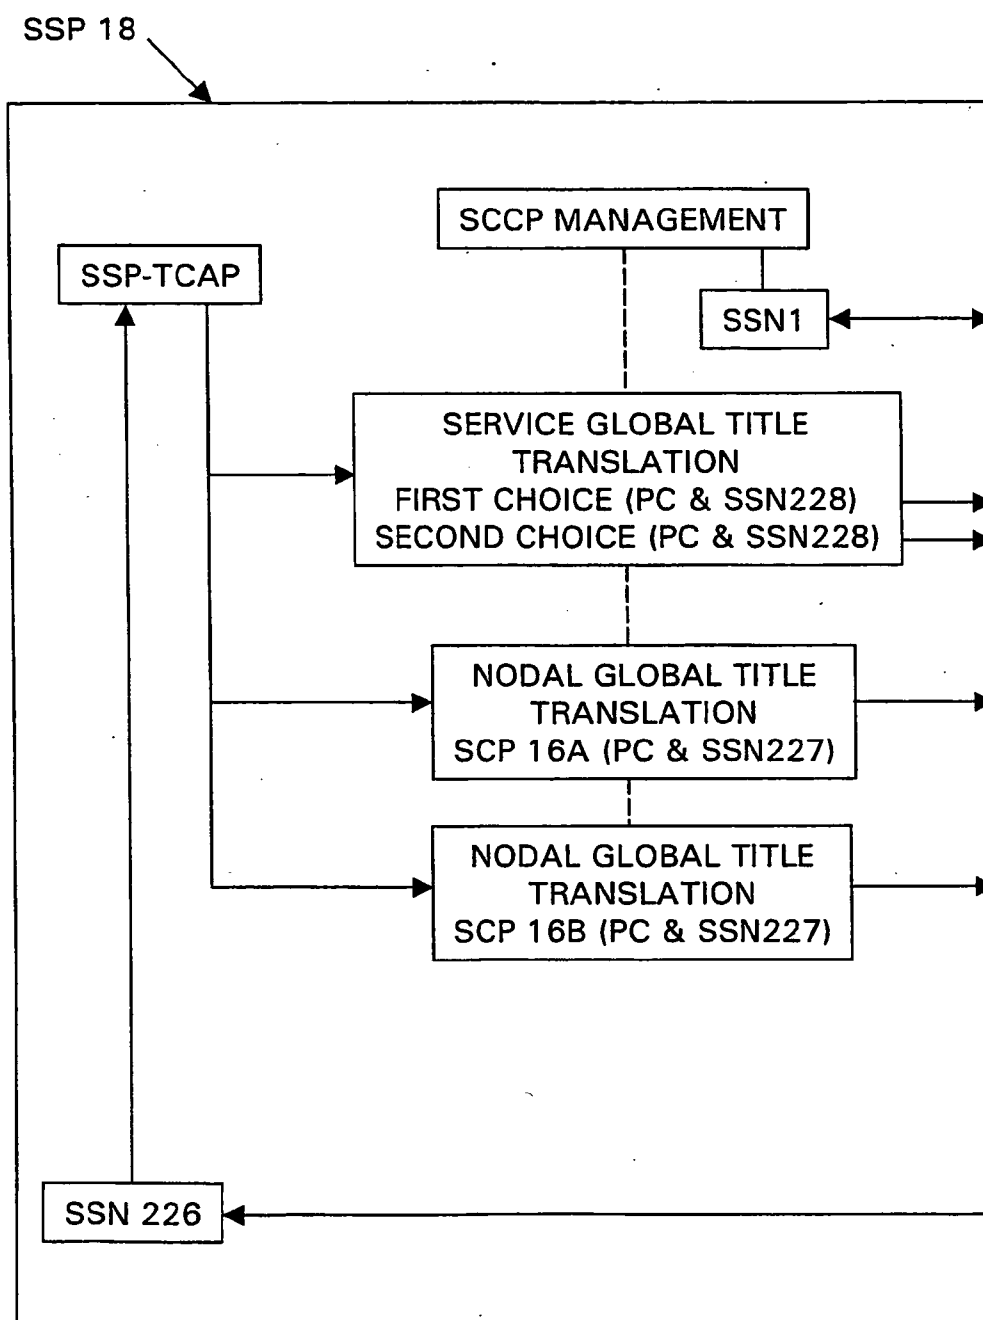 SSP 18
SCCP MANAGEMENT
SSP-TCAP
SSN1
SERVICE GLOBAL TITLE
TRANSLATION
FIRST CHOICE (PC & SSN228)
SECOND CHOICE (PC & SSN228)
NODAL GLOBAL TITLE
TRANSLATION
SCP 16A (PC & SSN227)
NODAL GLOBAL TITLE
TRANSLATION
SCP 16B (PC & SSN227)
SSN 226